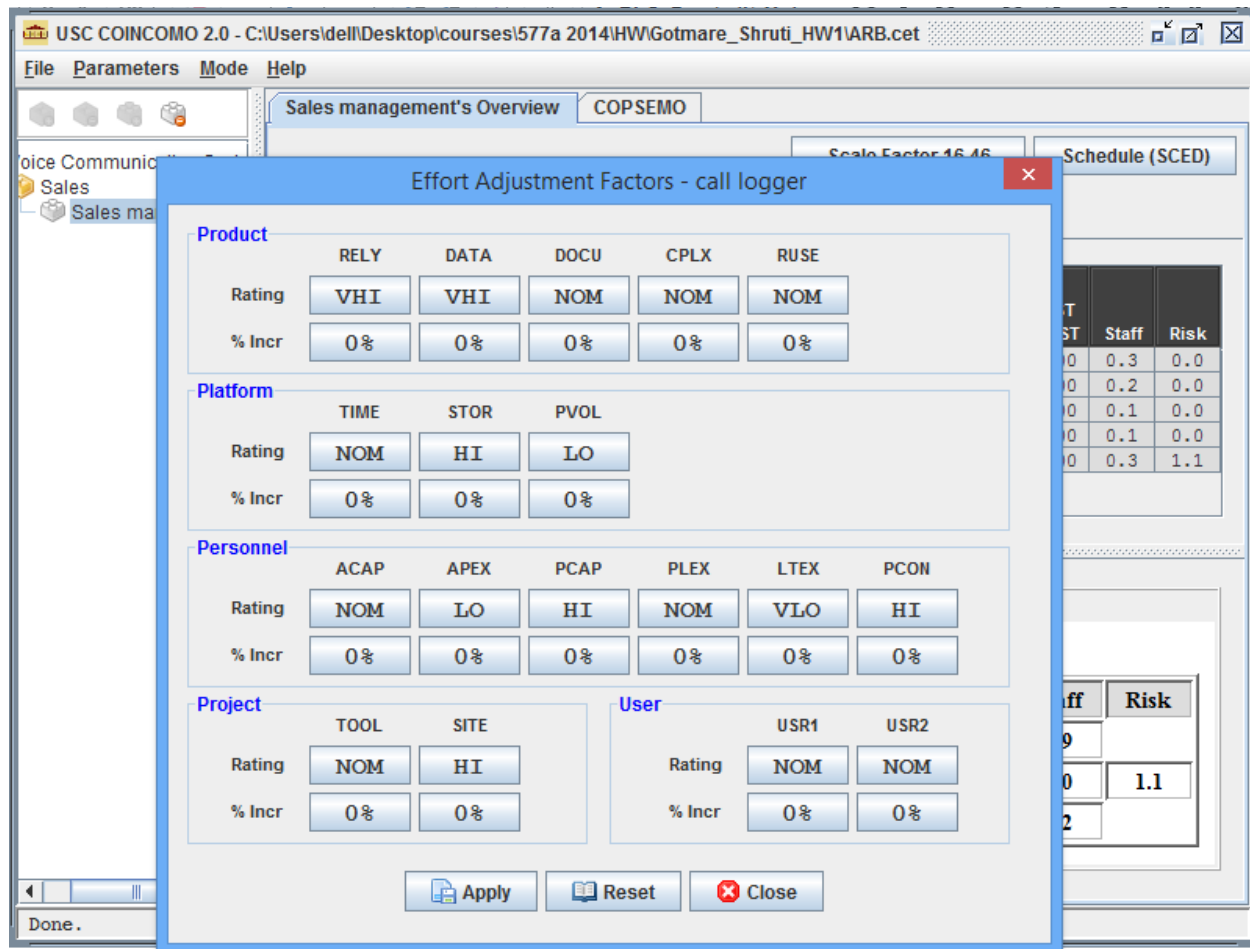 USC COINCOMO 2.0 - C:\Users\dell\Desktop\courses\577a 2014\HW\Gotmare_Shruti_HW1\ARB.cet
File Parameters Mode Help
Sales management's Overview COPSEMO
Scale Factor 16.46 Schedule (SCED)
Sales
Effort Adjustment Factors - call logger
Product
RELY DATA DOCU CPLX RUSE
Rating VHI VHI NOM NOM NOM
% Incr 0% 0% 0% 0% 0%
Platform
TIME STOR PVOL
Rating NOM HI LO
% Incr 0% 0% 0%
Personnel
ACAP APEX PCAP PLEX LTEX PCON
Rating NOM LO HI NOM VLO HI
% Incr 0% 0% 0% 0% 0% 0%
Project
TOOL SITE
Rating NOM HI
% Incr 0% 0%
User
USR1 USR2
Rating NOM NOM
% Incr 0% 0%
Apply Reset Close
Staff Risk
0.3 0.0
0.2 0.0
0.1 0.0
0.1 0.0
0.3 1.1
Risk
1.1
Done.